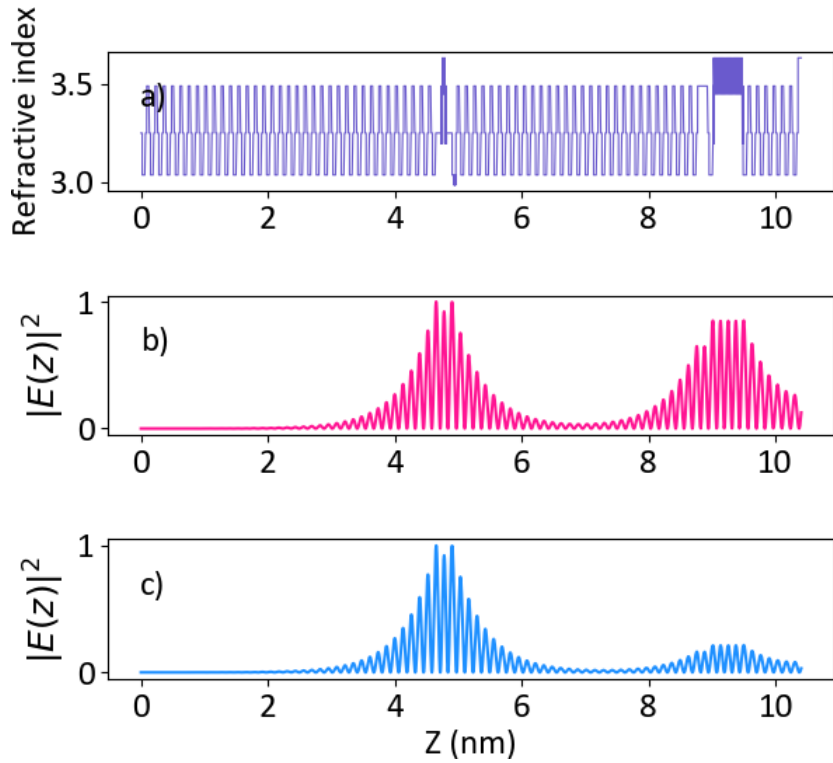 Refractive index
3.5
3.0
a)
0 2 4 6 8 10
|E(z)|²
1
0
b)
0 2 4 6 8 10
|E(z)|²
1
0
c)
0 2 4 6 8 10
Z (nm)